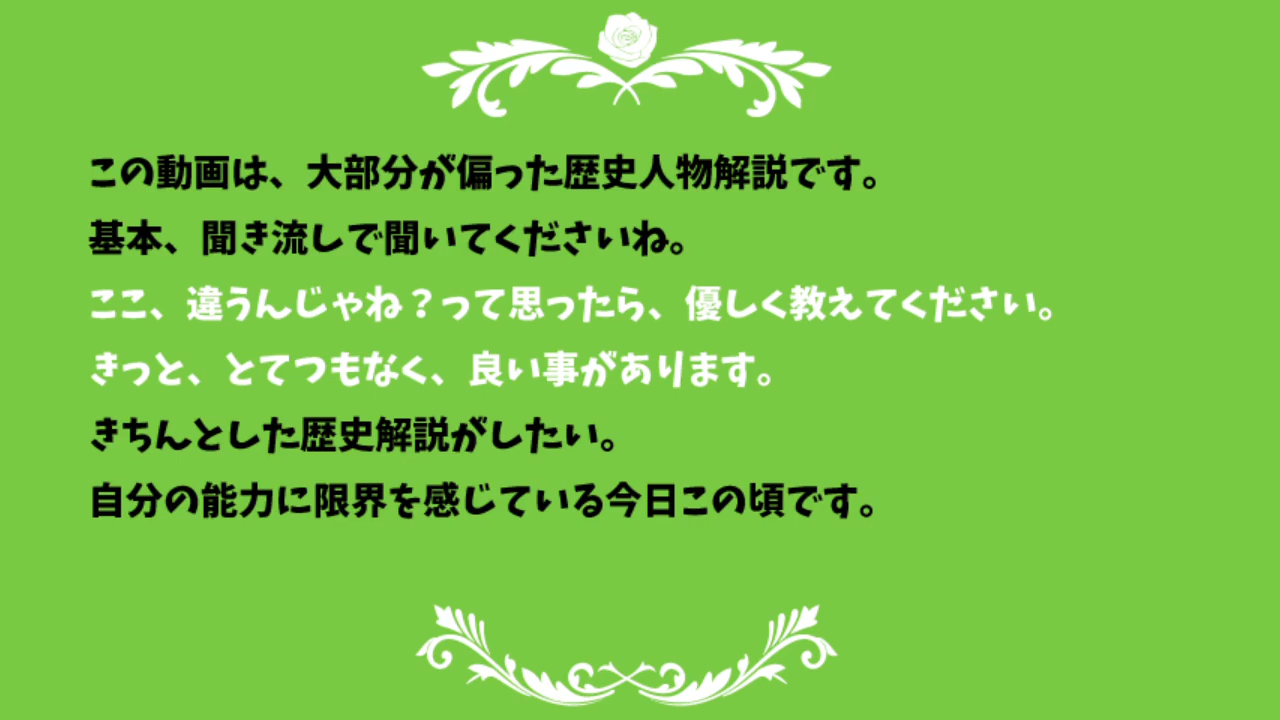 この動画は、大部分が偏った歴史人物解説です。
基本、聞き流しで聞いてくださいね。
ここ、違うんじゃね？って思ったら、優しく教えてください。
きっと、とてつもなく、良い事があります。
きちんとした歴史解説がしたい。
自分の能力に限界を感じている今日この頃です。